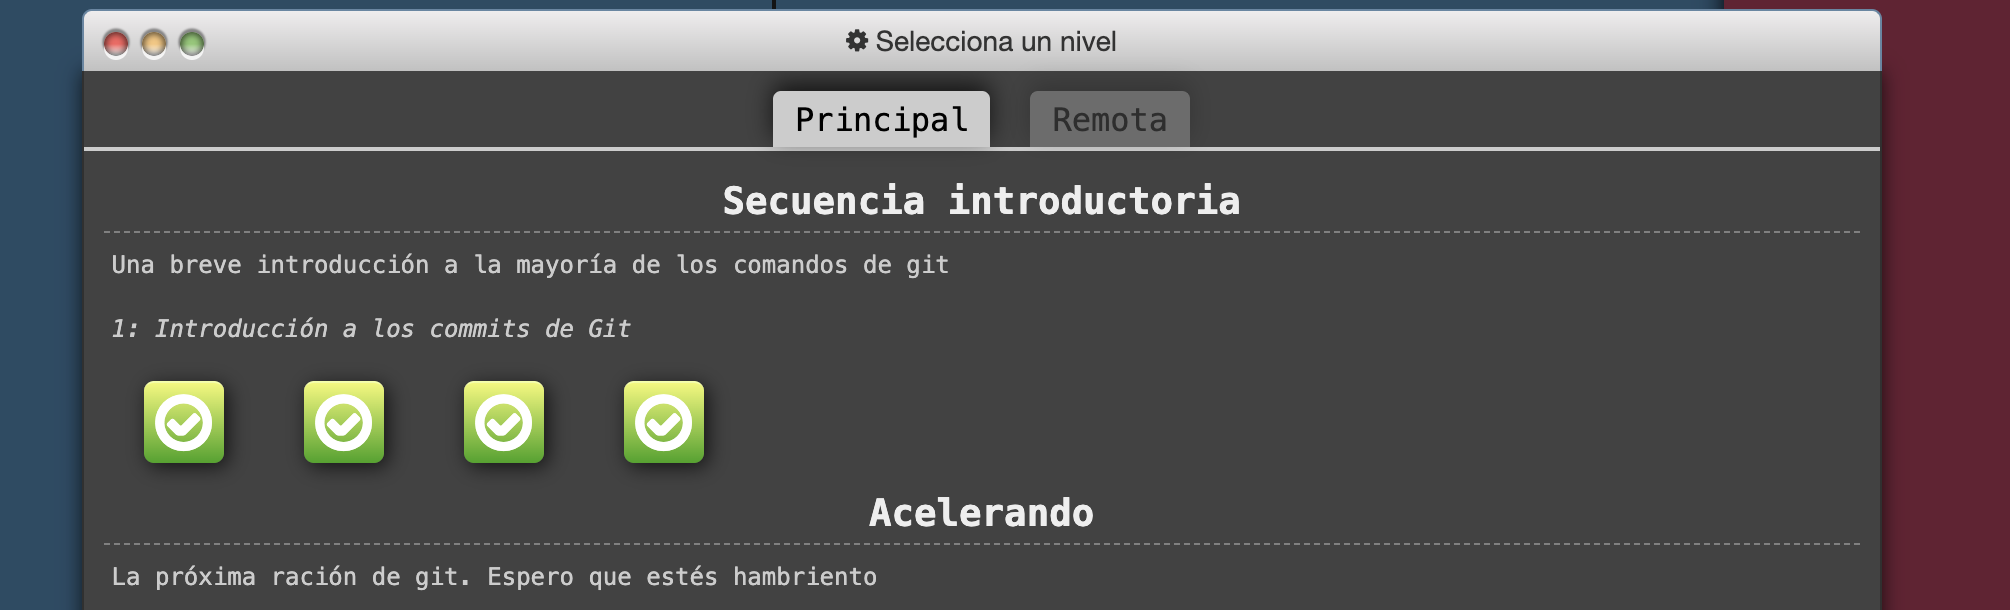 Selecciona un nivel
Principal Remota
Secuencia introductoria
Una breve introducción a la mayoría de los comandos de git
1: Introducción a los commits de Git
Acelerando
La próxima ración de git. Espero que estés hambriento